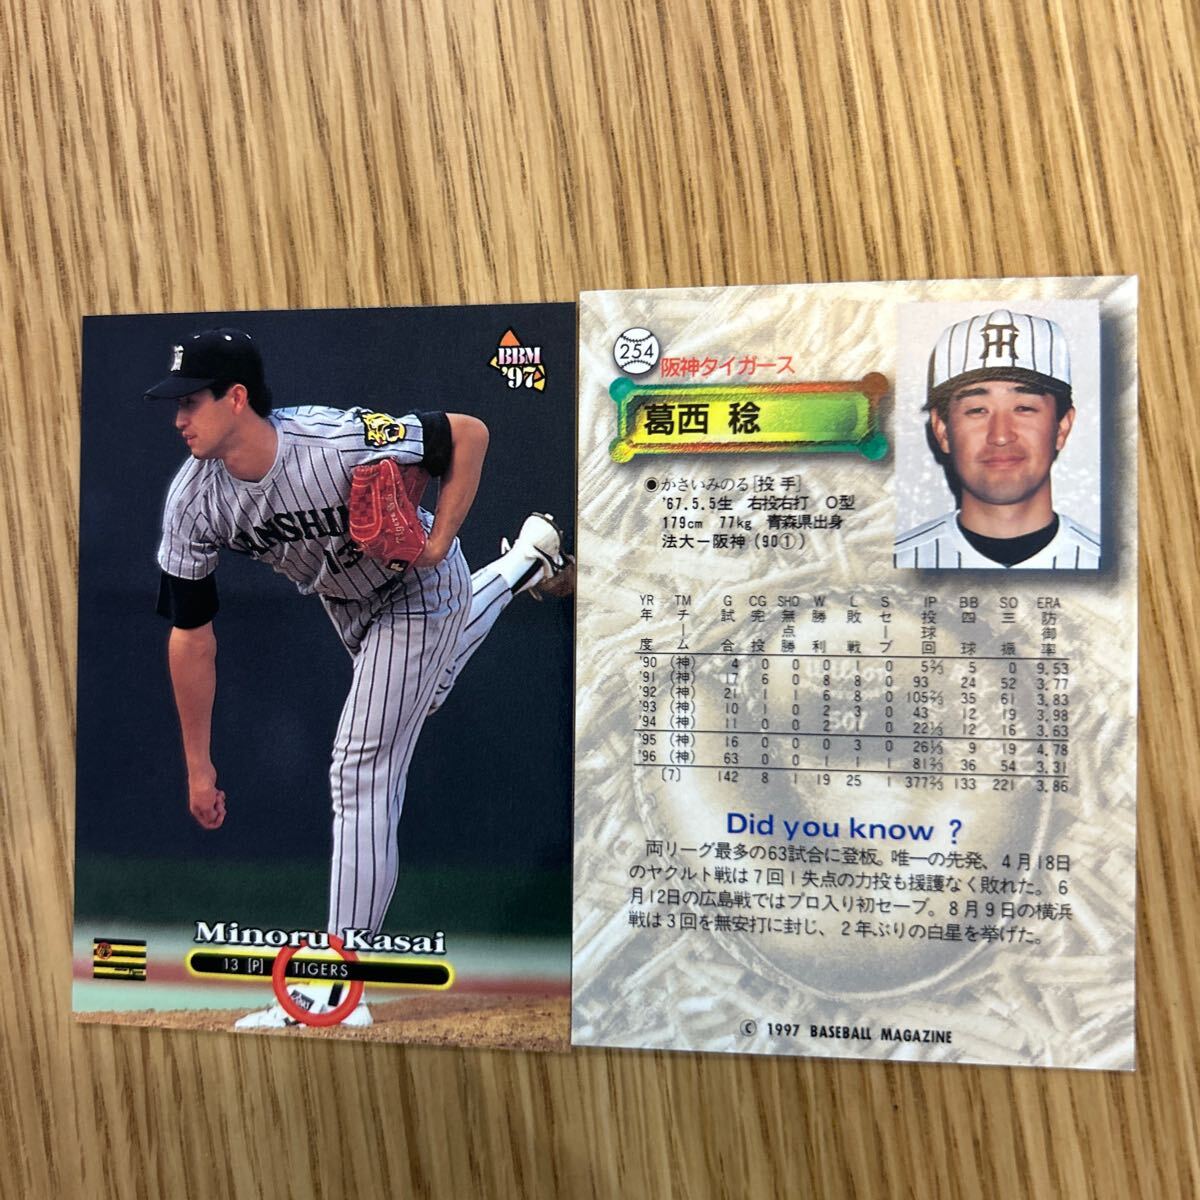 BBM
'97
HANSHIN
13
Minoru Kasai
13 [P] TIGERS
254
阪神タイガース
葛西 稔
◉かさいみのる[投手]
'67.5.5生 右投右打 O型
179cm 77kg 青森県出身
法大ー阪神(90①)
YR TM G CG SHO W L S IP BB SO ERA
年度 チーム 試合 完投 無点勝 勝利 敗戦 セーブ 投球回 四球 三振 防御率
'90 (神) 4 0 0 0 1 0 5⅔ 5 0 9.53
'91 (神) 17 6 0 8 8 0 93 24 52 3.77
'92 (神) 21 1 1 6 8 0 105⅔ 35 61 3.83
'93 (神) 10 1 0 2 3 0 43 12 19 3.98
'94 (神) 11 0 0 2 1 0 22⅓ 12 16 3.63
'95 (神) 16 0 0 0 3 0 26⅓ 9 19 4.78
'96 (神) 63 0 0 1 1 1 81⅔ 36 54 3.31
〔7〕 142 8 1 19 25 1 377⅔ 133 221 3.86
Did you know ?
両リーグ最多の63試合に登板。唯一の先発、4月18日
のヤクルト戦は7回1失点の力投も援護なく敗れた。6
月12日の広島戦ではプロ入り初セーブ。8月9日の横浜
戦は3回を無安打に封じ、2年ぶりの白星を挙げた。
© 1997 BASEBALL MAGAZINE